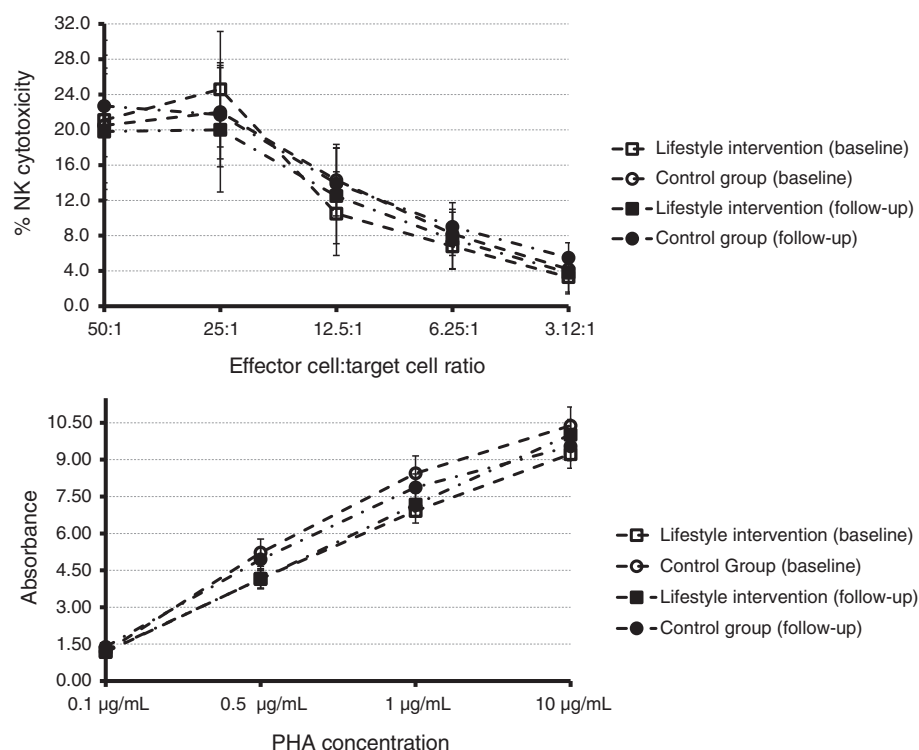 32.0
28.0
24.0
20.0
16.0
12.0
8.0
4.0
0.0
% NK cytotoxicity
50:1 25:1 12.5:1 6.25:1 3.12:1
Effector cell:target cell ratio
Lifestyle intervention (baseline)
Control group (baseline)
Lifestyle intervention (follow-up)
Control group (follow-up)
10.50
9.00
7.50
6.00
4.50
3.00
1.50
0.00
Absorbance
0.1 µg/mL 0.5 µg/mL 1 µg/mL 10 µg/mL
PHA concentration
Lifestyle intervention (baseline)
Control Group (baseline)
Lifestyle intervention (follow-up)
Control group (follow-up)